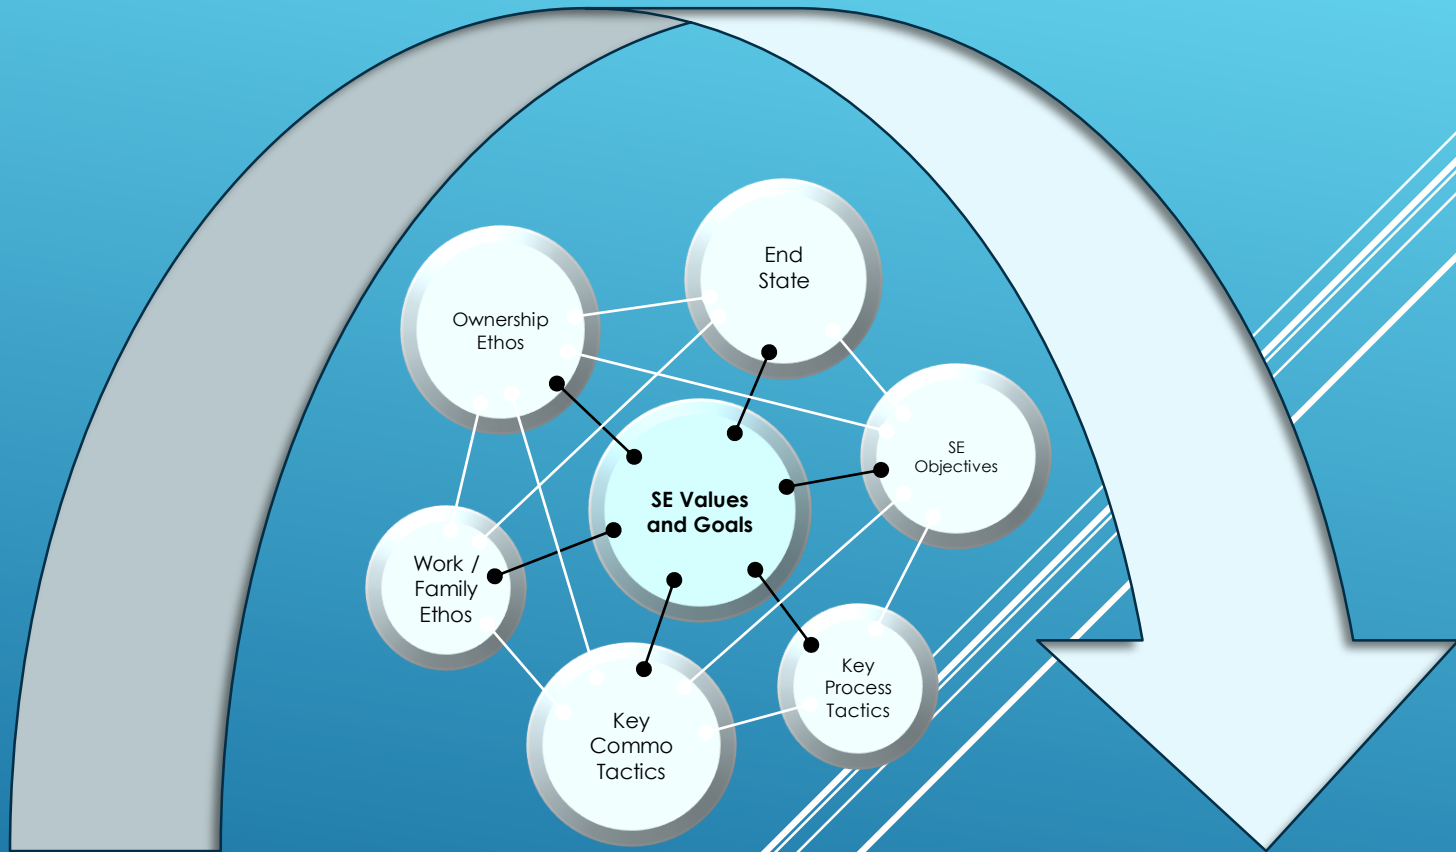 End
State
Ownership
Ethos
SE
Objectives
SE Values
and Goals
Work /
Family
Ethos
Key
Process
Tactics
Key
Commo
Tactics